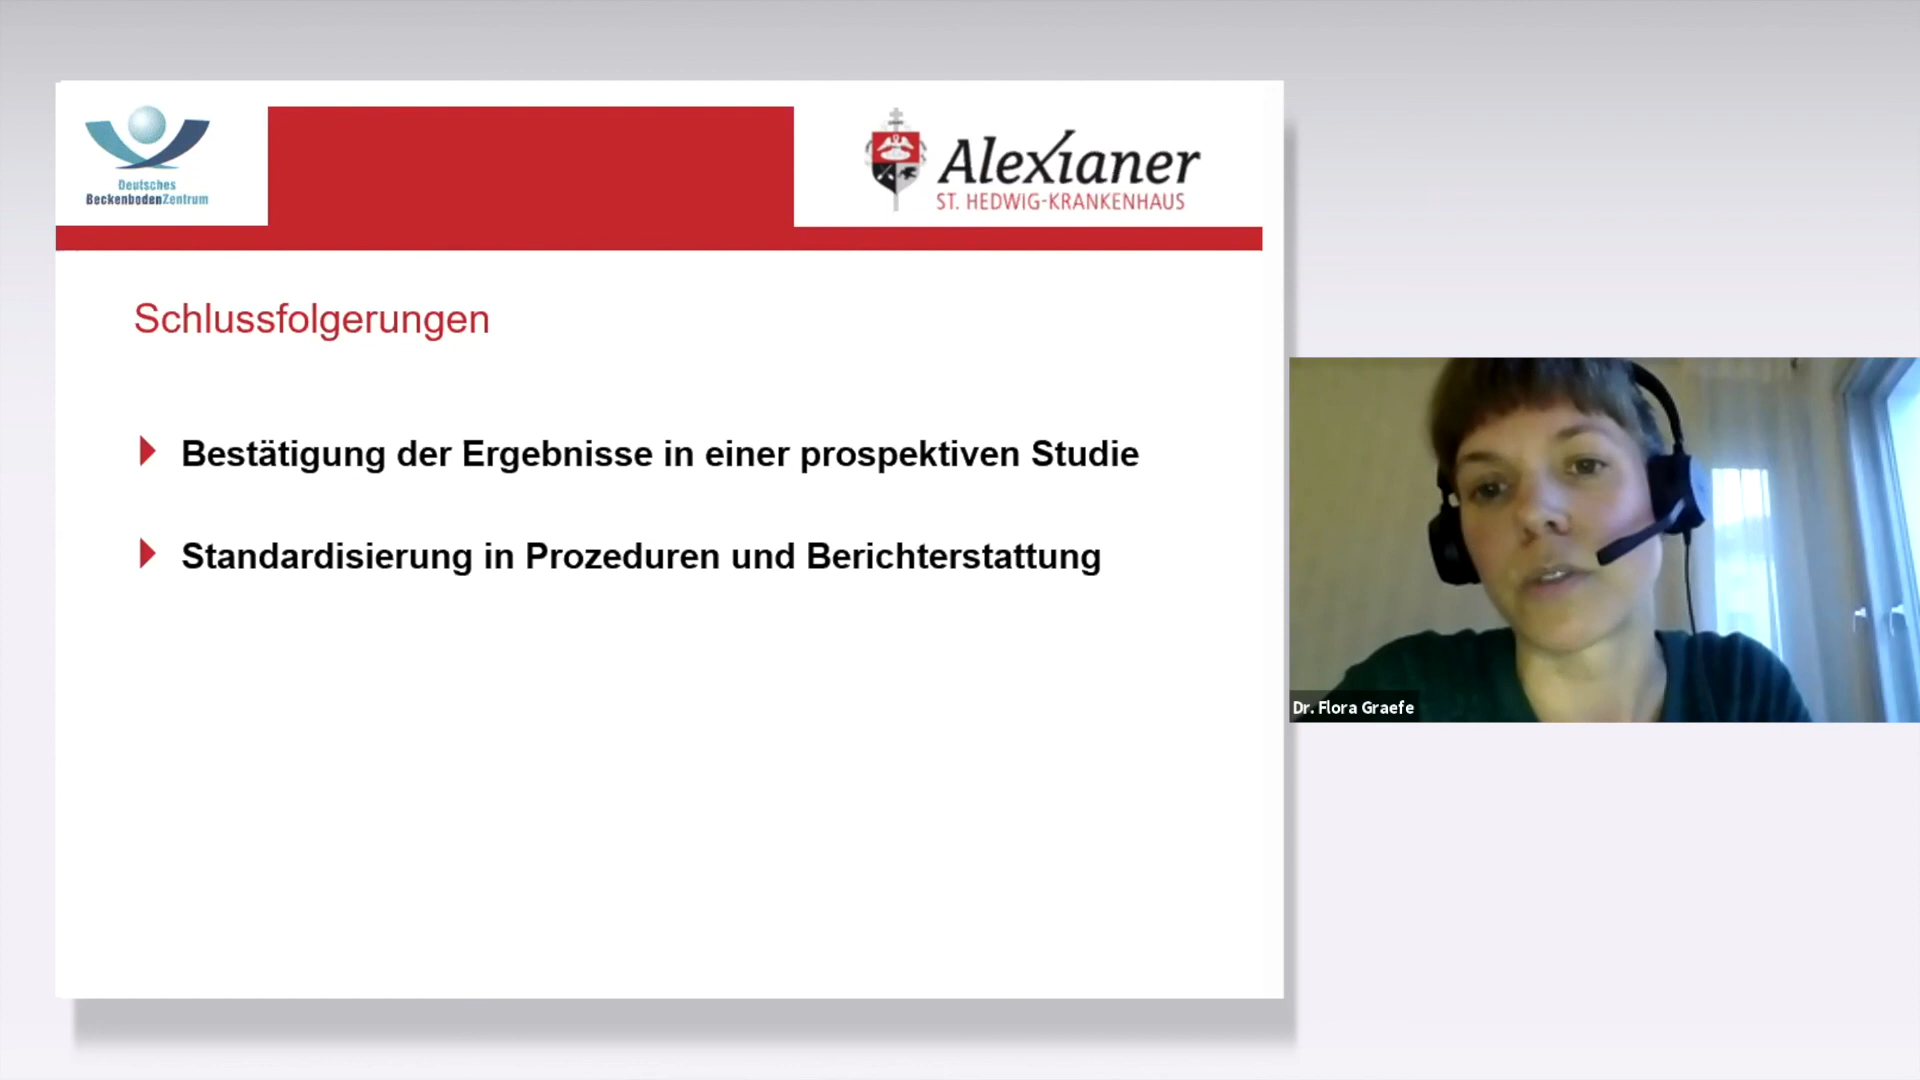 Deutsches
BeckenbodenZentrum
Alexianer
ST. HEDWIG-KRANKENHAUS
Schlussfolgerungen
Bestätigung der Ergebnisse in einer prospektiven Studie
Standardisierung in Prozeduren und Berichterstattung
Dr. Flora Graefe